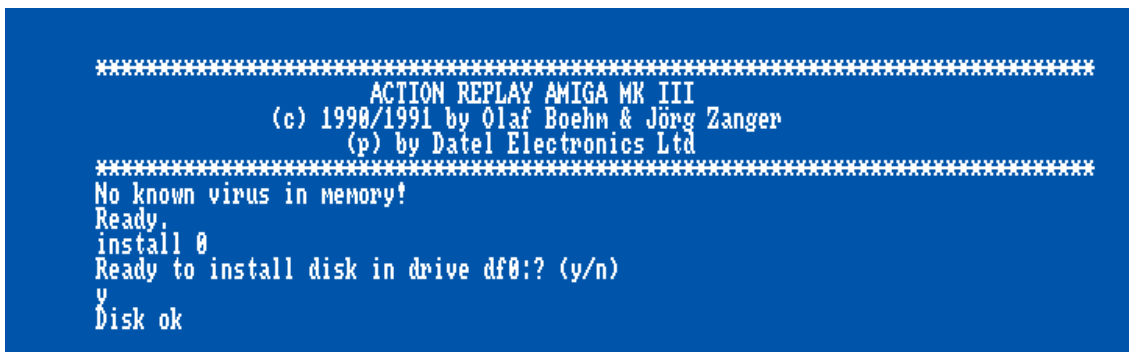 ********************************************************************************
ACTION REPLAY AMIGA MK III
(c) 1990/1991 by Olaf Boehm & Jörg Zanger
(p) by Datel Electronics Ltd
********************************************************************************
No known virus in memory!
Ready.
install 0
Ready to install disk in drive df0:? (y/n)
y
Disk ok